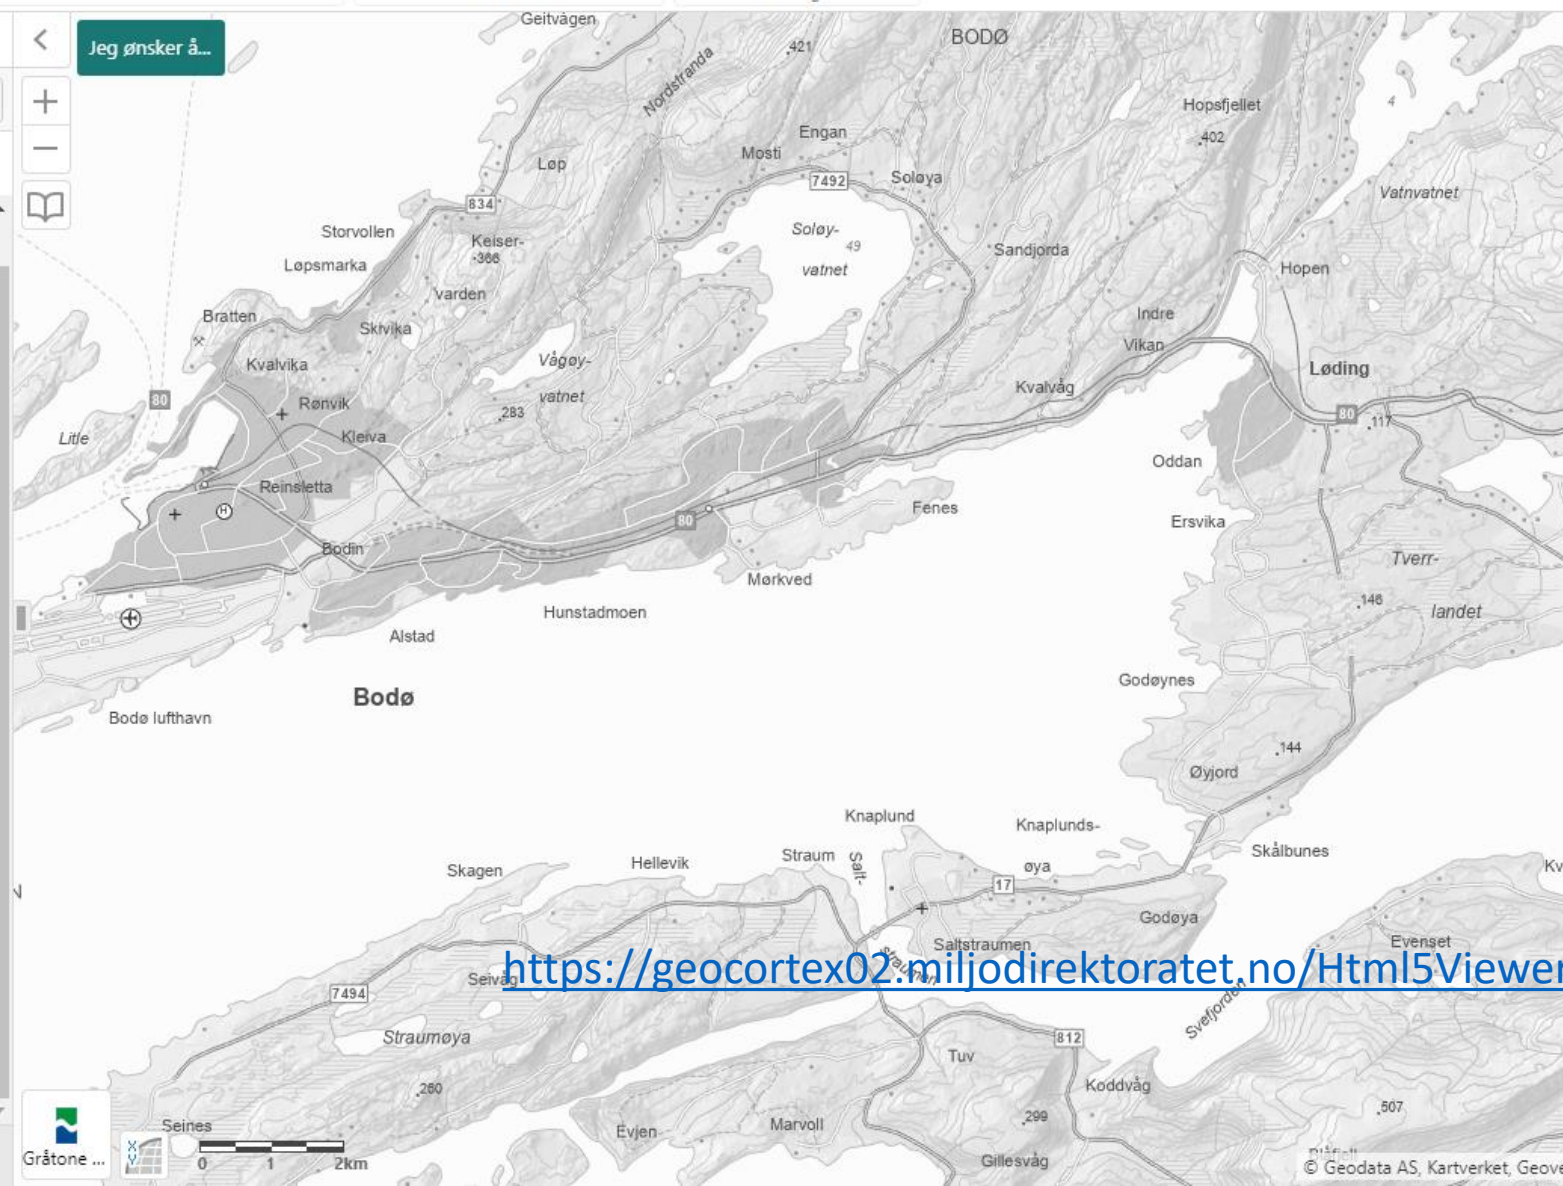 Geitvågen
Jeg ønsker å...
BODØ
421
Nordstranda
4
Hopsfjellet
402
Engan
Mosti
Løp
7492
Soløya
Vatnvatnet
834
Storvollen
Keiser-
366
Soløy-
49
vatnet
Sandjorda
Løpsmarka
Hopen
varden
Bratten
Skivika
Indre
Vikan
Kvalvika
Vågøy-
vatnet
Løding
80
Rønvik
283
Kvalvåg
80
117
Litle
Kleiva
Oddan
Reinsletta
H
Fenes
80
Ersvika
Bodin
Tverr-
Mørkved
146
landet
Hunstadmoen
Alstad
Godøynes
Bodø
Bodø lufthavn
144
Øyjord
Knaplund
Knaplunds-
øya
Skålbunes
Straum
Salt-
straumen
Hellevik
Skagen
Kv
17
N
Godøya
Saltstraumen
Evenset
https://geocortex02.miljodirektoratet.no/Html5Viewer
Seivåg
7494
Svefjorden
Straumøya
812
Tuv
Koddvåg
260
507
299
Seines
Evjen
Marvoll
Gråtone ...
X
Y
0 1 2km
Gillesvåg
Blåfjell
© Geodata AS, Kartverket, Geove